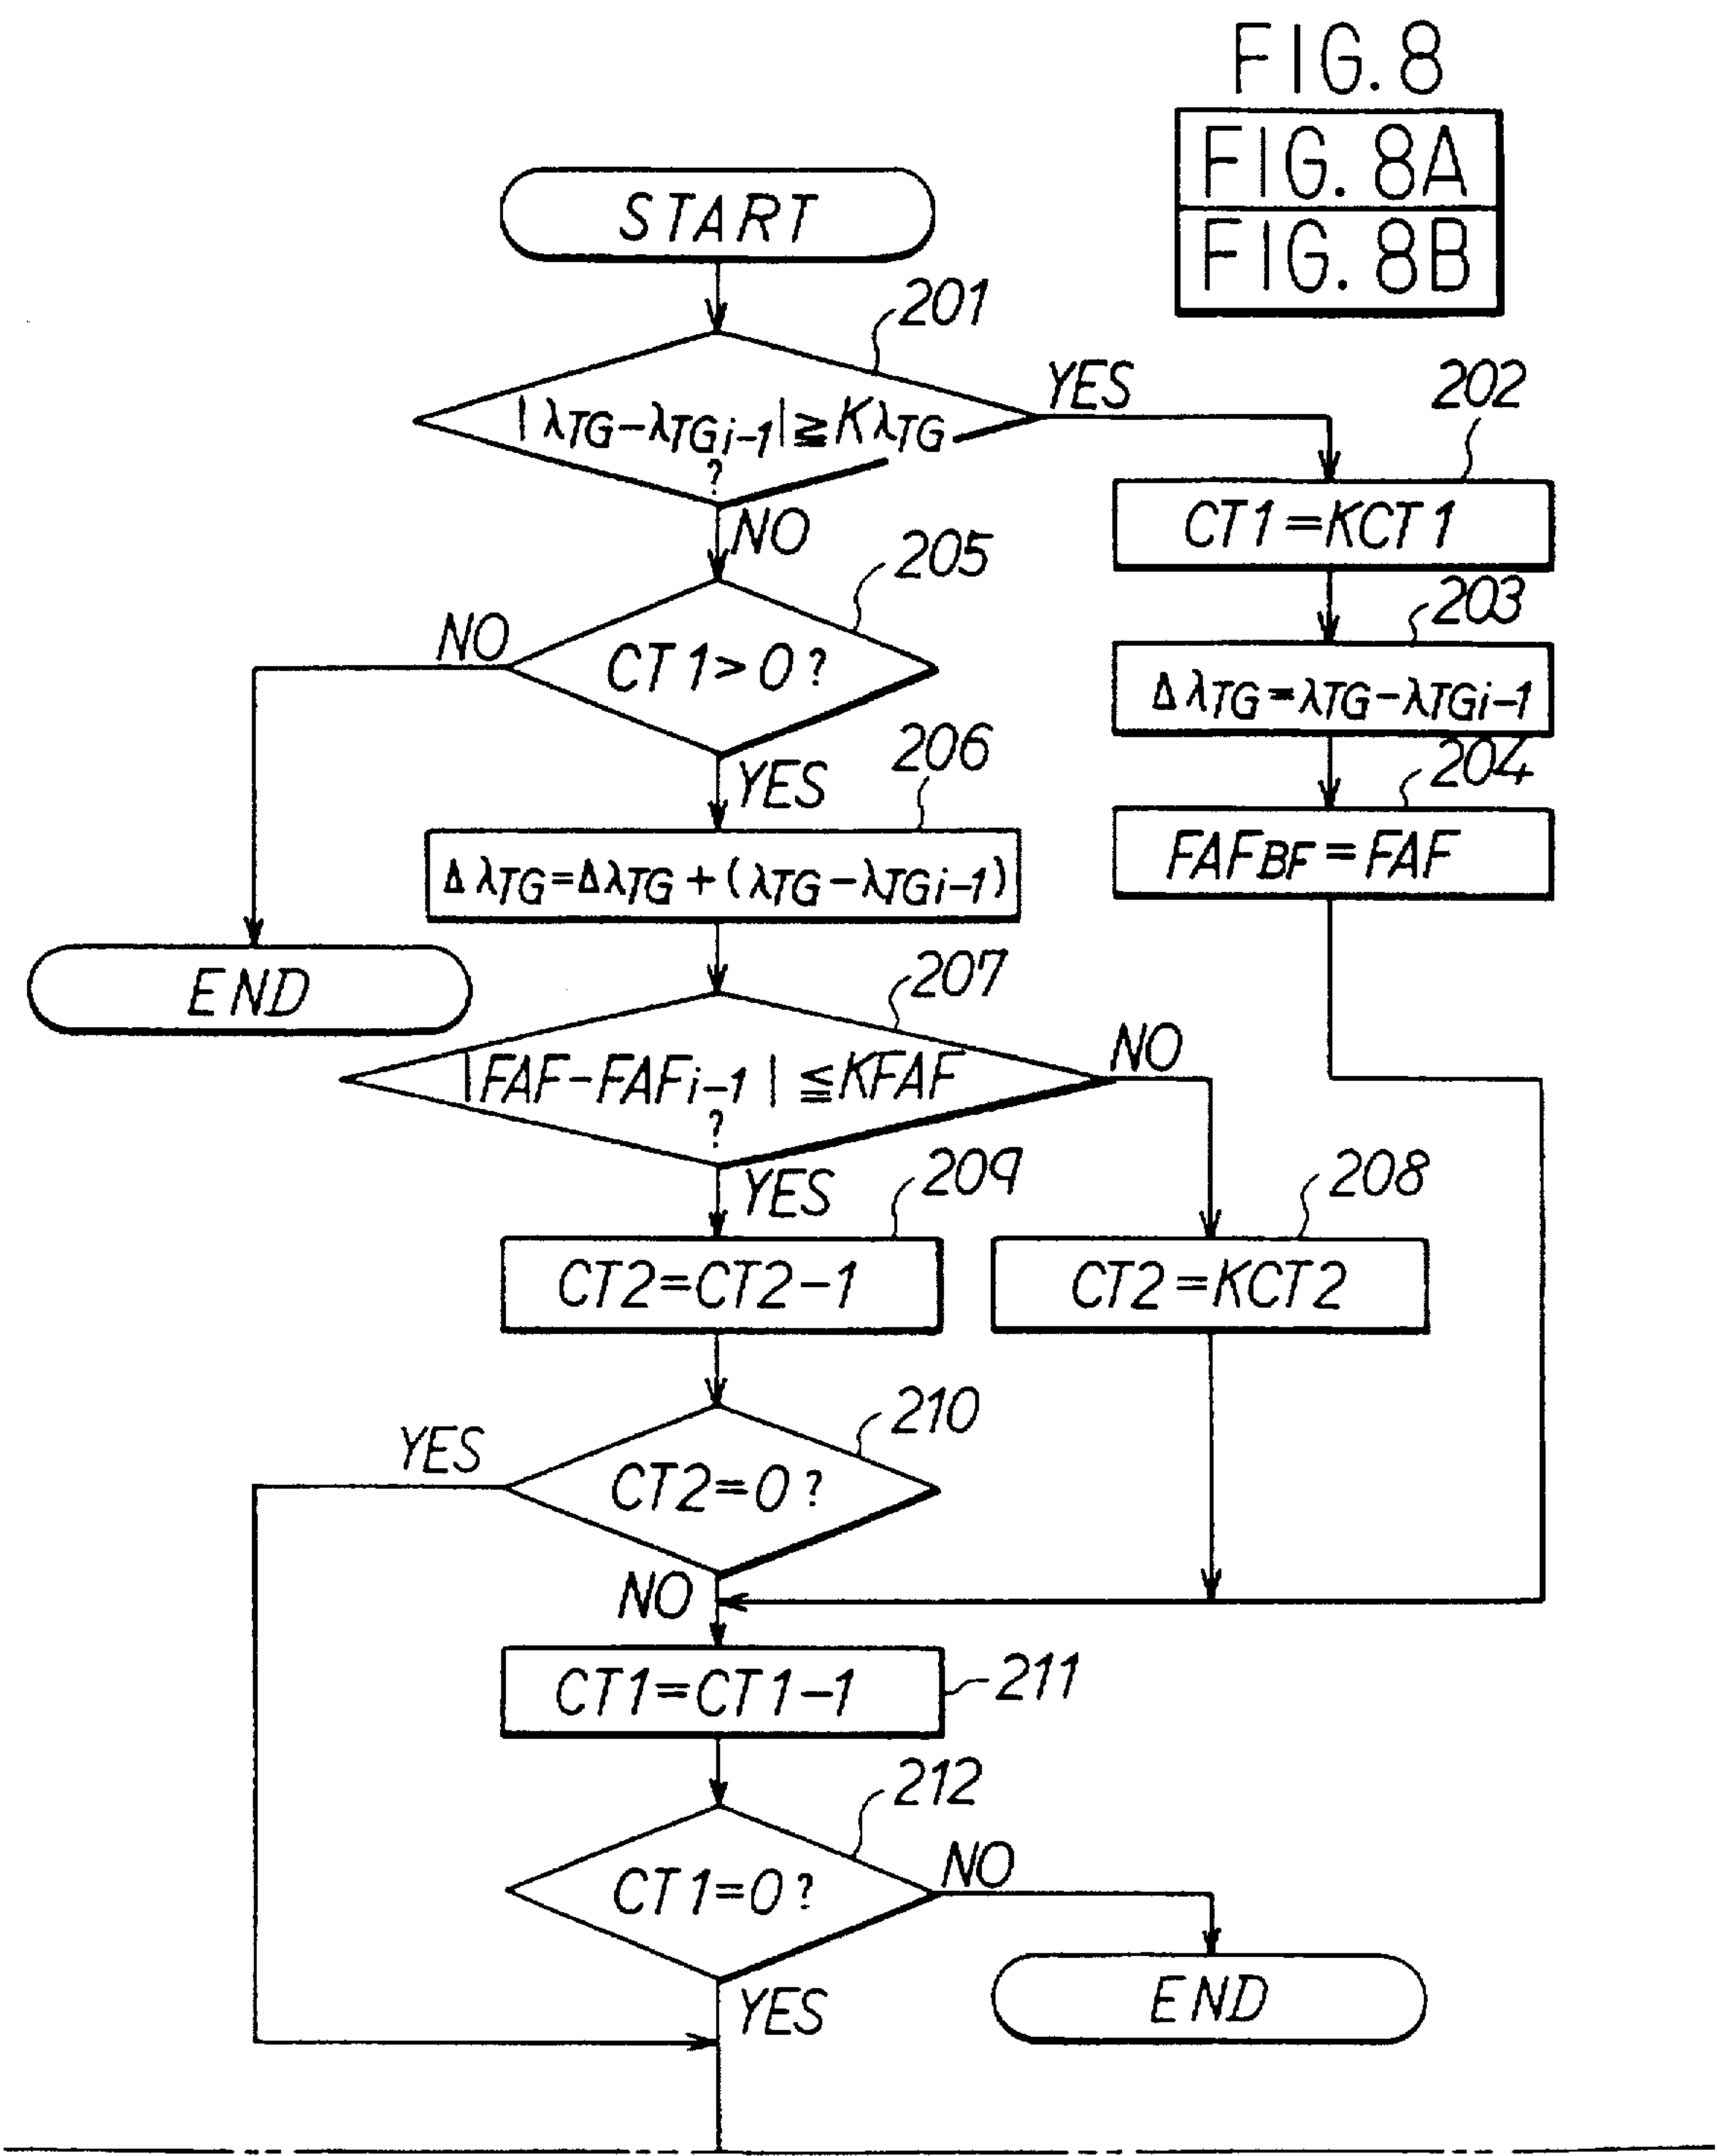 FIG. 8
FIG. 8A
FIG. 8B
START
201
|λTG-λTGi-1|≧KλTG
?
YES
NO
202
CT1=KCT1
203
ΔλTG=λTG-λTGi-1
204
FAFBF=FAF
205
CT1>0?
NO
YES
END
206
ΔλTG=ΔλTG+(λTG-λTGi-1)
207
|FAF-FAFi-1|≦KFAF
?
NO
YES
208
CT2=KCT2
209
CT2=CT2-1
210
CT2=0?
YES
NO
211
CT1=CT1-1
212
CT1=0?
NO
YES
END